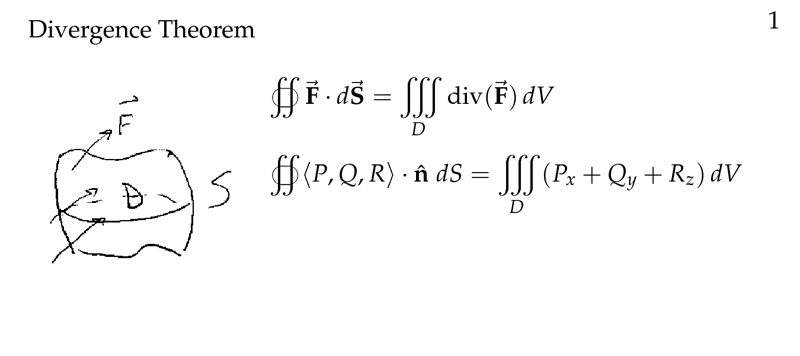 Divergence Theorem
1
∯ F⃗ · dS⃗ = ∭_D div(F⃗) dV
F⃗
∯ ⟨P, Q, R⟩ · n̂ dS = ∭_D (P_x + Q_y + R_z) dV
D
S